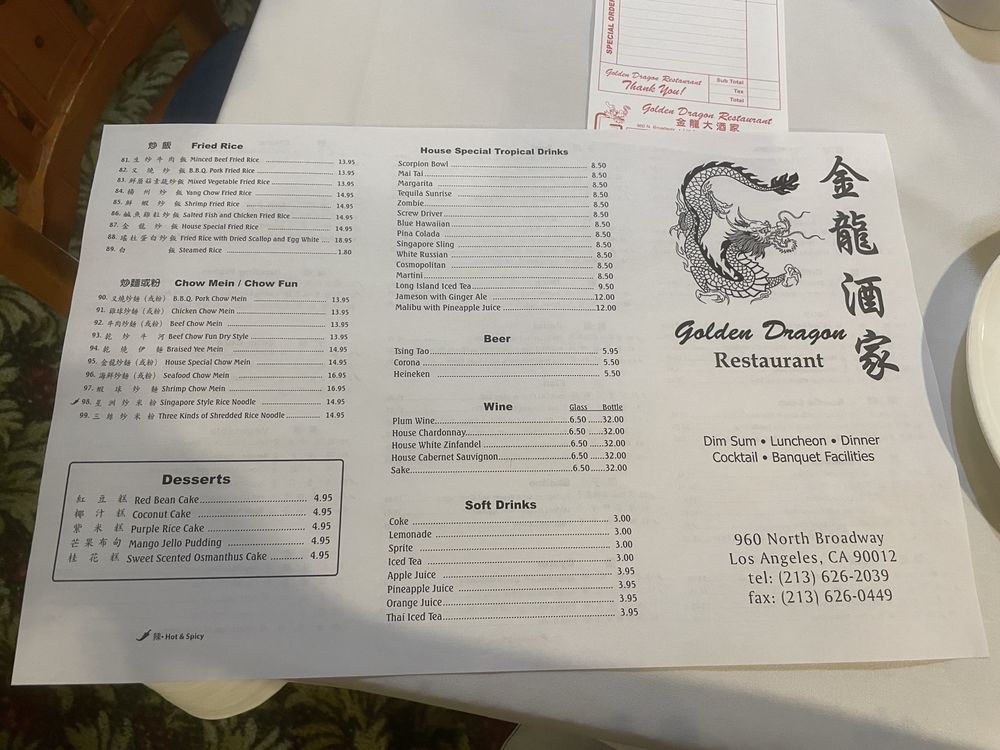 SPECIAL ORDER
Golden Dragon Restaurant
Thank You!
Sub Total
Tax
Total
Golden Dragon Restaurant
金龍大酒家
炒飯 Fried Rice
81. 生炒牛肉飯 Minced Beef Fried Rice 13.95
82. 叉燒炒飯 B.B.Q. Pork Fried Rice 13.95
83. 鮮蘑菇素蔬炒飯 Mixed Vegetable Fried Rice 13.95
84. 揚州炒飯 Yang Chow Fried Rice 14.95
85. 鮮蝦炒飯 Shrimp Fried Rice 14.95
86. 鹹魚雞粒炒飯 Salted Fish and Chicken Fried Rice 14.95
87. 金龍炒飯 House Special Fried Rice 14.95
88. 瑤柱蛋白炒飯 Fried Rice with Dried Scallop and Egg White .... 18.95
89. 白飯 Steamed Rice 1.80
炒麵或粉 Chow Mein / Chow Fun
90. 叉燒炒麵 (或粉) B.B.Q. Pork Chow Mein 13.95
91. 雞球炒麵 (或粉) Chicken Chow Mein 13.95
92. 牛肉炒麵 (或粉) Beef Chow Mein 13.95
93. 乾炒牛河 Beef Chow Fun Dry Style 13.95
94. 乾燒伊麵 Braised Yee Mein 14.95
95. 金龍炒麵 (或粉) House Special Chow Mein 14.95
96. 海鮮炒麵 (或粉) Seafood Chow Mein 16.95
97. 蝦球炒麵 Shrimp Chow Mein 16.95
98. 星洲炒米粉 Singapore Style Rice Noodle 14.95
99. 三絲炒米粉 Three Kinds of Shredded Rice Noodle 14.95
Desserts
紅豆糕 Red Bean Cake 4.95
椰汁糕 Coconut Cake 4.95
紫米糕 Purple Rice Cake 4.95
芒果布甸 Mango Jello Pudding 4.95
桂花糕 Sweet Scented Osmanthus Cake 4.95
辣• Hot & Spicy
House Special Tropical Drinks
Scorpion Bowl 8.50
Mai Tai 8.50
Margarita 8.50
Tequila Sunrise 8.50
Zombie 8.50
Screw Driver 8.50
Blue Hawaiian 8.50
Pina Colada 8.50
Singapore Sling 8.50
White Russian 8.50
Cosmopolitan 8.50
Martini 8.50
Long Island Iced Tea 9.50
Jameson with Ginger Ale 12.00
Malibu with Pineapple Juice 12.00
Beer
Tsing Tao 5.95
Corona 5.50
Heineken 5.50
Wine Glass Bottle
Plum Wine 6.50 32.00
House Chardonnay 6.50 32.00
House White Zinfandel 6.50 32.00
House Cabernet Sauvignon 6.50 32.00
Sake 6.50 32.00
Soft Drinks
Coke 3.00
Lemonade 3.00
Sprite 3.00
Iced Tea 3.00
Apple Juice 3.95
Pineapple Juice 3.95
Orange Juice 3.95
Thai Iced Tea 3.95
金龍酒家
Golden Dragon
Restaurant
Dim Sum • Luncheon • Dinner
Cocktail • Banquet Facilities
960 North Broadway
Los Angeles, CA 90012
tel: (213) 626-2039
fax: (213) 626-0449